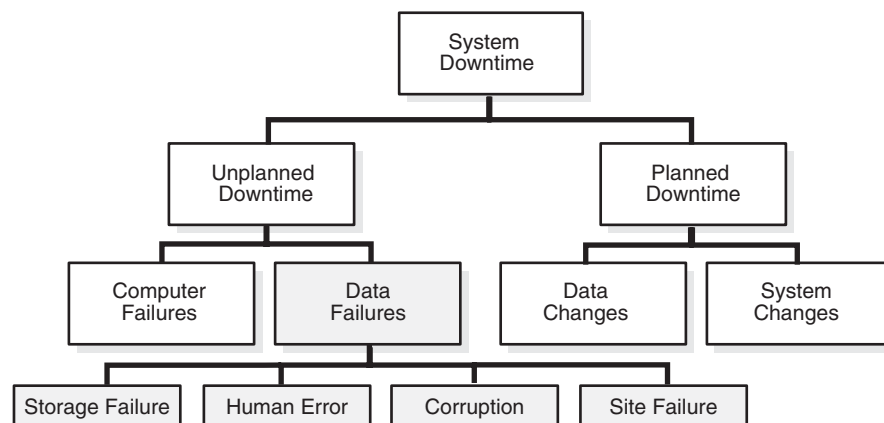 System
Downtime
Unplanned
Downtime
Planned
Downtime
Computer
Failures
Data
Failures
Data
Changes
System
Changes
Storage Failure
Human Error
Corruption
Site Failure